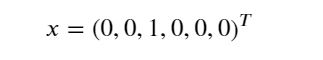 x = (0, 0, 1, 0, 0, 0)ᵀ